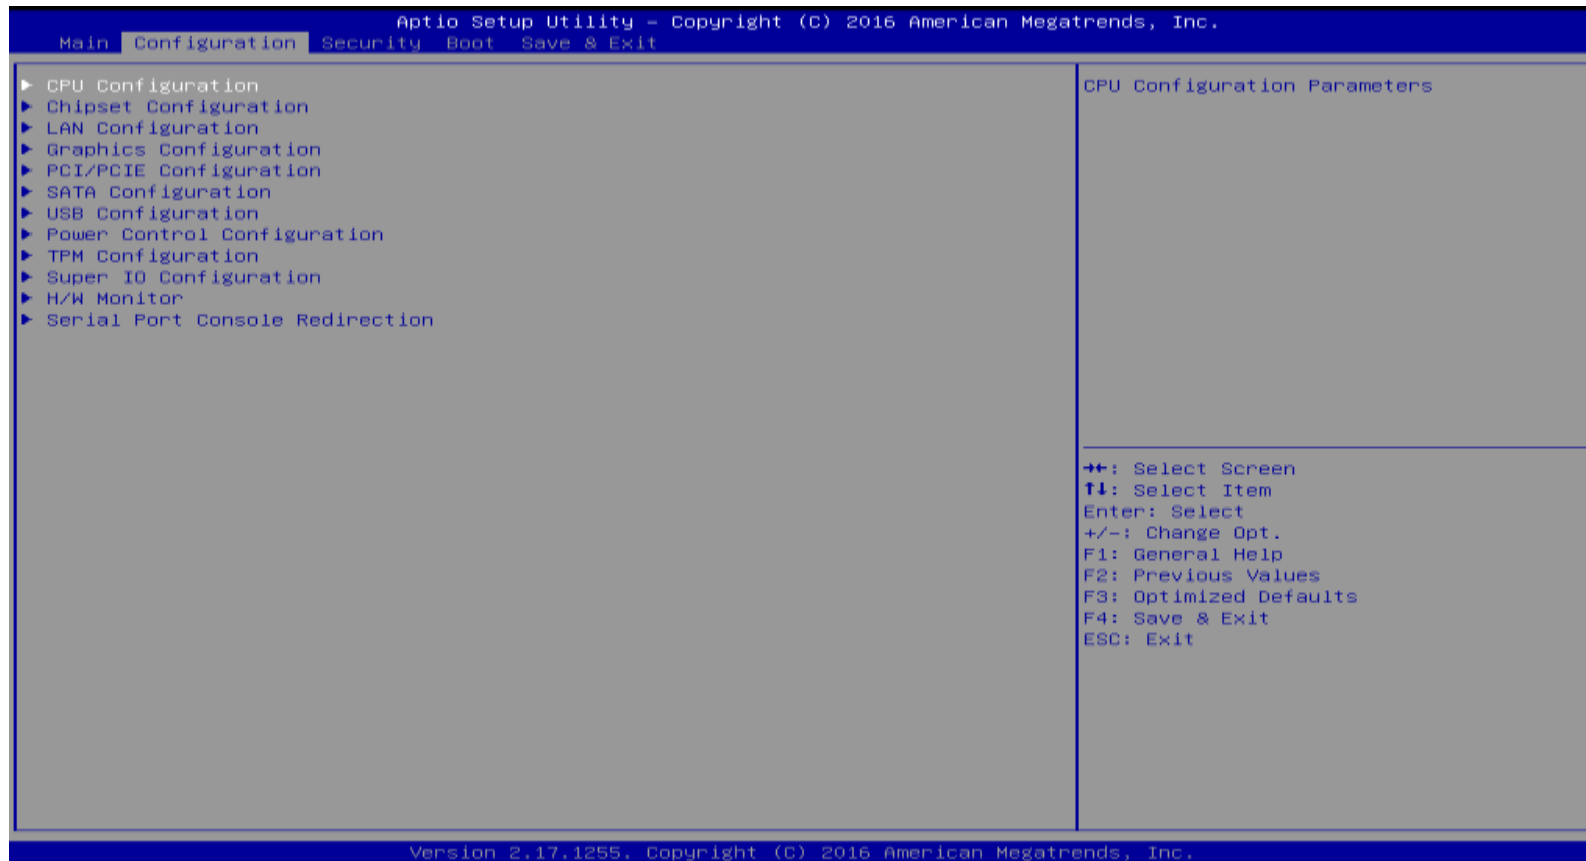 Aptio Setup Utility – Copyright (C) 2016 American Megatrends, Inc.
Main Configuration Security Boot Save & Exit
► CPU Configuration
► Chipset Configuration
► LAN Configuration
► Graphics Configuration
► PCI/PCIE Configuration
► SATA Configuration
► USB Configuration
► Power Control Configuration
► TPM Configuration
► Super IO Configuration
► H/W Monitor
► Serial Port Console Redirection
CPU Configuration Parameters
→←: Select Screen
↑↓: Select Item
Enter: Select
+/-: Change Opt.
F1: General Help
F2: Previous Values
F3: Optimized Defaults
F4: Save & Exit
ESC: Exit
Version 2.17.1255. Copyright (C) 2016 American Megatrends, Inc.